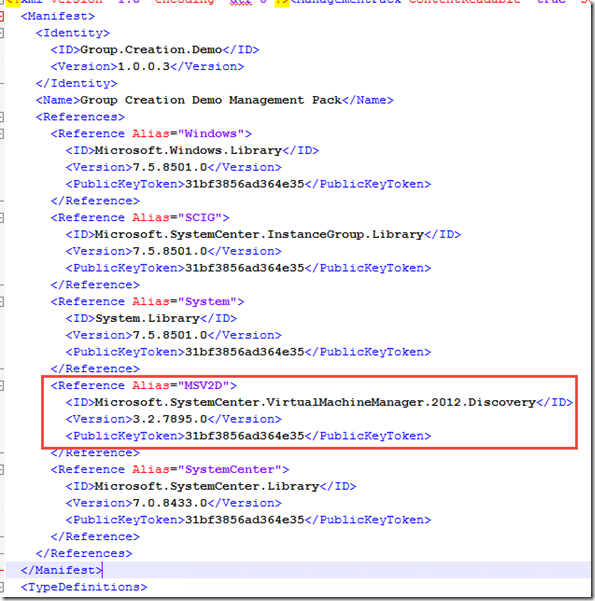 <?xml version="1.0" encoding="utf-8"?><ManagementPack ContentReadable="true"
<Manifest>
<Identity>
<ID>Group.Creation.Demo</ID>
<Version>1.0.0.3</Version>
</Identity>
<Name>Group Creation Demo Management Pack</Name>
<References>
<Reference Alias="Windows">
<ID>Microsoft.Windows.Library</ID>
<Version>7.5.8501.0</Version>
<PublicKeyToken>31bf3856ad364e35</PublicKeyToken>
</Reference>
<Reference Alias="SCIG">
<ID>Microsoft.SystemCenter.InstanceGroup.Library</ID>
<Version>7.5.8501.0</Version>
<PublicKeyToken>31bf3856ad364e35</PublicKeyToken>
</Reference>
<Reference Alias="System">
<ID>System.Library</ID>
<Version>7.5.8501.0</Version>
<PublicKeyToken>31bf3856ad364e35</PublicKeyToken>
</Reference>
<Reference Alias="MSV2D">
<ID>Microsoft.SystemCenter.VirtualMachineManager.2012.Discovery</ID>
<Version>3.2.7895.0</Version>
<PublicKeyToken>31bf3856ad364e35</PublicKeyToken>
</Reference>
<Reference Alias="SystemCenter">
<ID>Microsoft.SystemCenter.Library</ID>
<Version>7.0.8433.0</Version>
<PublicKeyToken>31bf3856ad364e35</PublicKeyToken>
</Reference>
</References>
</Manifest>
<TypeDefinitions>